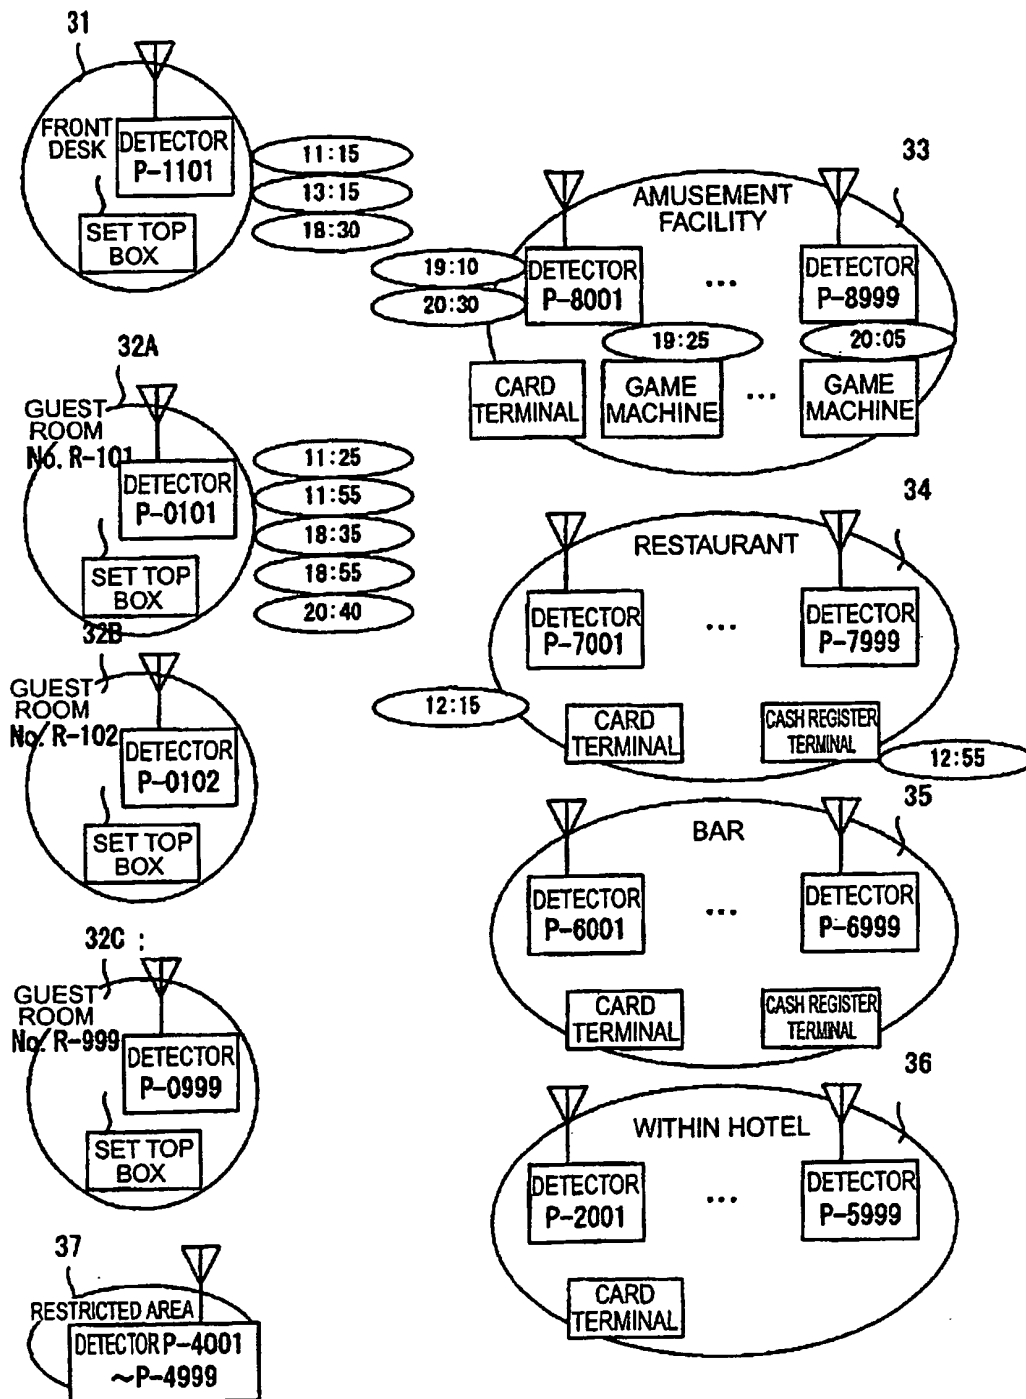 31
FRONT
DESK
DETECTOR
P-1101
SET TOP
BOX
11:15
13:15
18:30
32A
GUEST
ROOM
No. R-101
DETECTOR
P-0101
SET TOP
BOX
11:25
11:55
18:35
18:55
20:40
32B
GUEST
ROOM
No. R-102
DETECTOR
P-0102
SET TOP
BOX
32C :
GUEST
ROOM
No. R-999
DETECTOR
P-0999
SET TOP
BOX
37
RESTRICTED AREA
DETECTOR P-4001
~P-4999
33
AMUSEMENT
FACILITY
19:10
20:30
DETECTOR
P-8001
...
DETECTOR
P-8999
19:25
20:05
CARD
TERMINAL
GAME
MACHINE
...
GAME
MACHINE
34
RESTAURANT
DETECTOR
P-7001
...
DETECTOR
P-7999
12:15
CARD
TERMINAL
CASH REGISTER
TERMINAL
12:55
35
BAR
DETECTOR
P-6001
...
DETECTOR
P-6999
CARD
TERMINAL
CASH REGISTER
TERMINAL
36
WITHIN HOTEL
DETECTOR
P-2001
...
DETECTOR
P-5999
CARD
TERMINAL